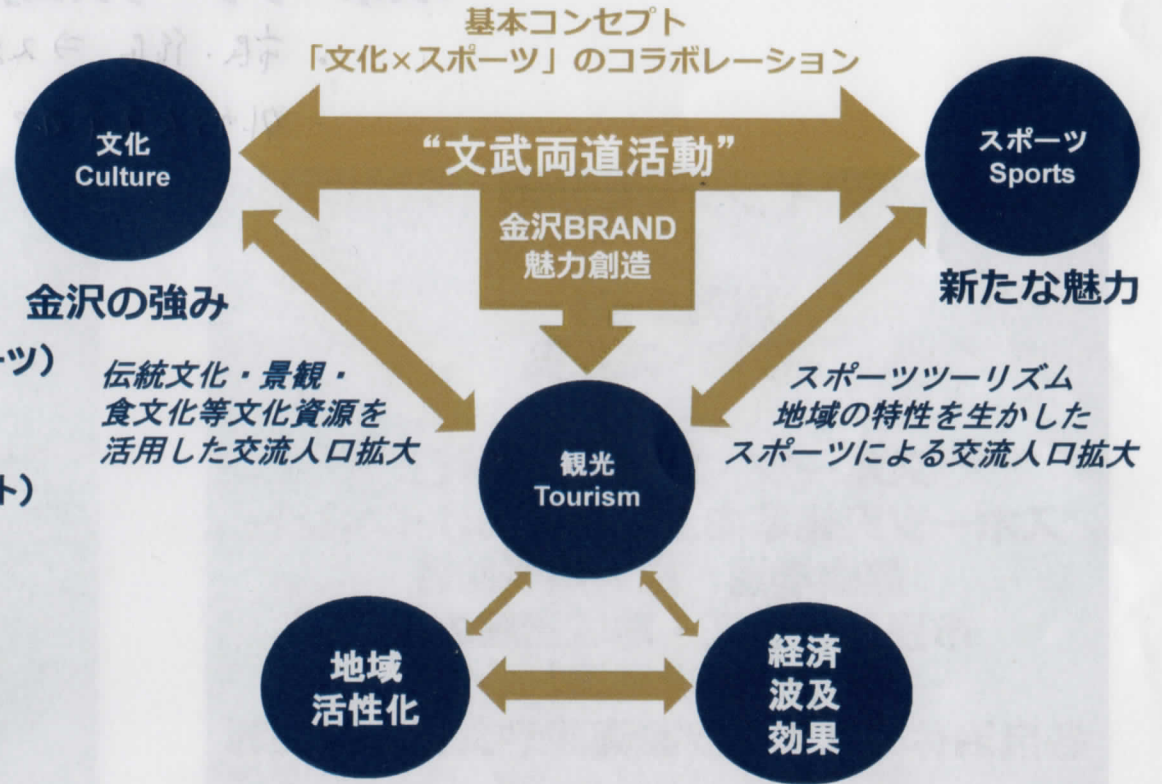 基本コンセプト
「文化×スポーツ」のコラボレーション
文化
Culture
“文武両道活動”
スポーツ
Sports
金沢BRAND
魅力創造
金沢の強み
新たな魅力
ーツ）
伝統文化・景観・
食文化等文化資源を
活用した交流人口拡大
スポーツツーリズム
地域の特性を生かした
スポーツによる交流人口拡大
ト）
観光
Tourism
地域
活性化
経済
波及
効果